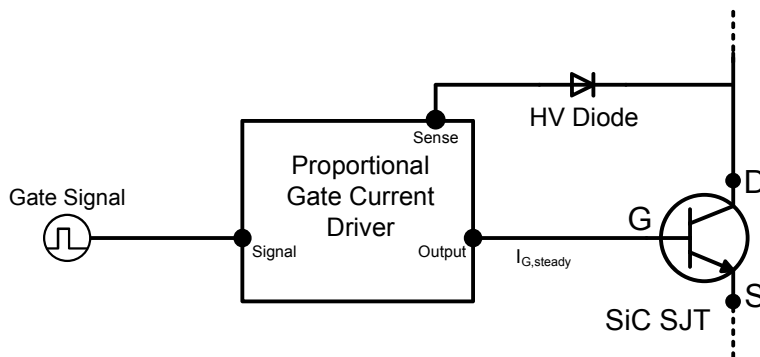 HV Diode
Sense
Proportional
Gate Current
Driver
Gate Signal
Signal
Output
I_G,steady
G
D
S
SiC SJT